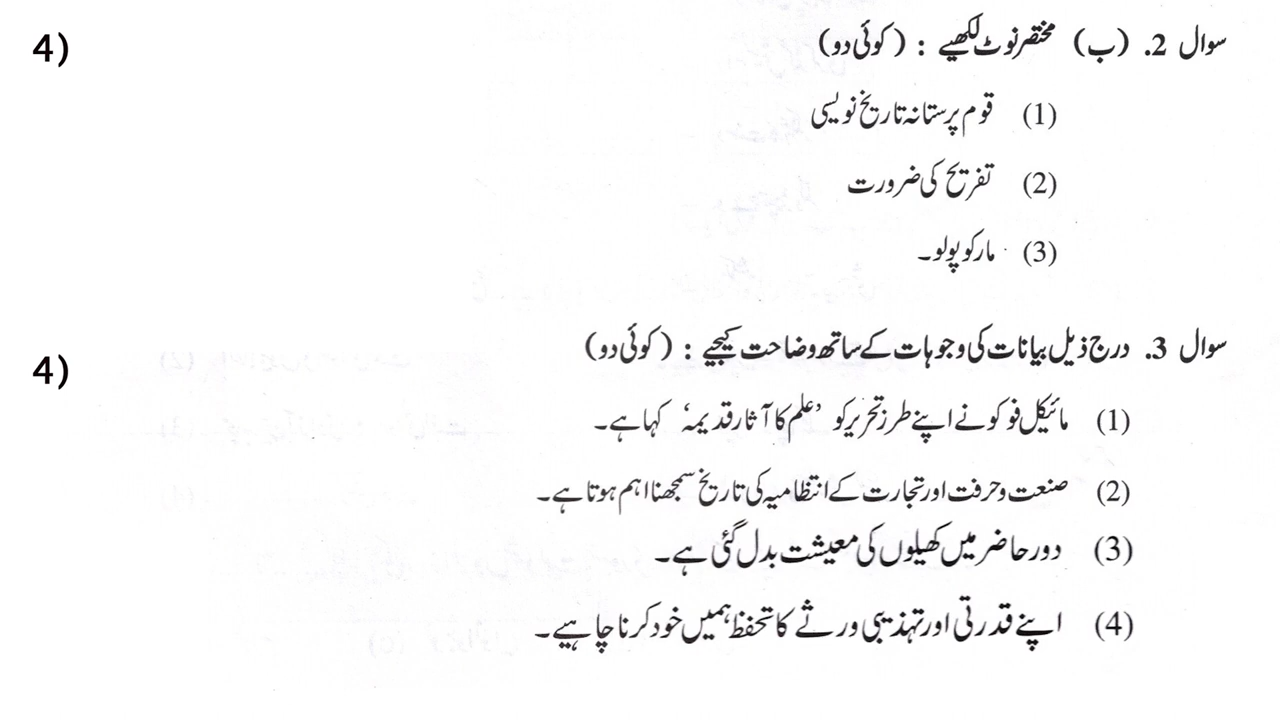 سوال 2. (ب) مختصر نوٹ لکھیے : (کوئی دو) 4)
(1) قوم پرستانہ تاریخ نویسی
(2) تفریح کی ضرورت
(3) مارکو پولو۔
سوال 3. درج ذیل بیانات کی وجوہات کے ساتھ وضاحت کیجیے : (کوئی دو) 4)
(1) مائیکل فوکو نے اپنے طرز تحریر کو ’علم کا آثار قدیمہ‘ کہا ہے۔
(2) صنعت و حرفت اور تجارت کے انتظامیہ کی تاریخ سمجھنا اہم ہوتا ہے۔
(3) دور حاضر میں کھیلوں کی معیشت بدل گئی ہے۔
(4) اپنے قدرتی اور تہذیبی ورثے کا تحفظ ہمیں خود کرنا چاہیے۔